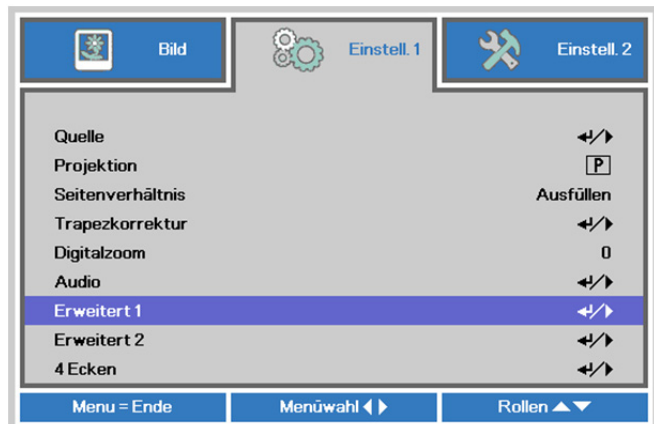 Bild Einstell. 1 Einstell. 2
Quelle
Projektion P
Seitenverhältnis Ausfüllen
Trapezkorrektur
Digitalzoom 0
Audio
Erweitert 1
Erweitert 2
4 Ecken
Menu = Ende Menüwahl Rollen